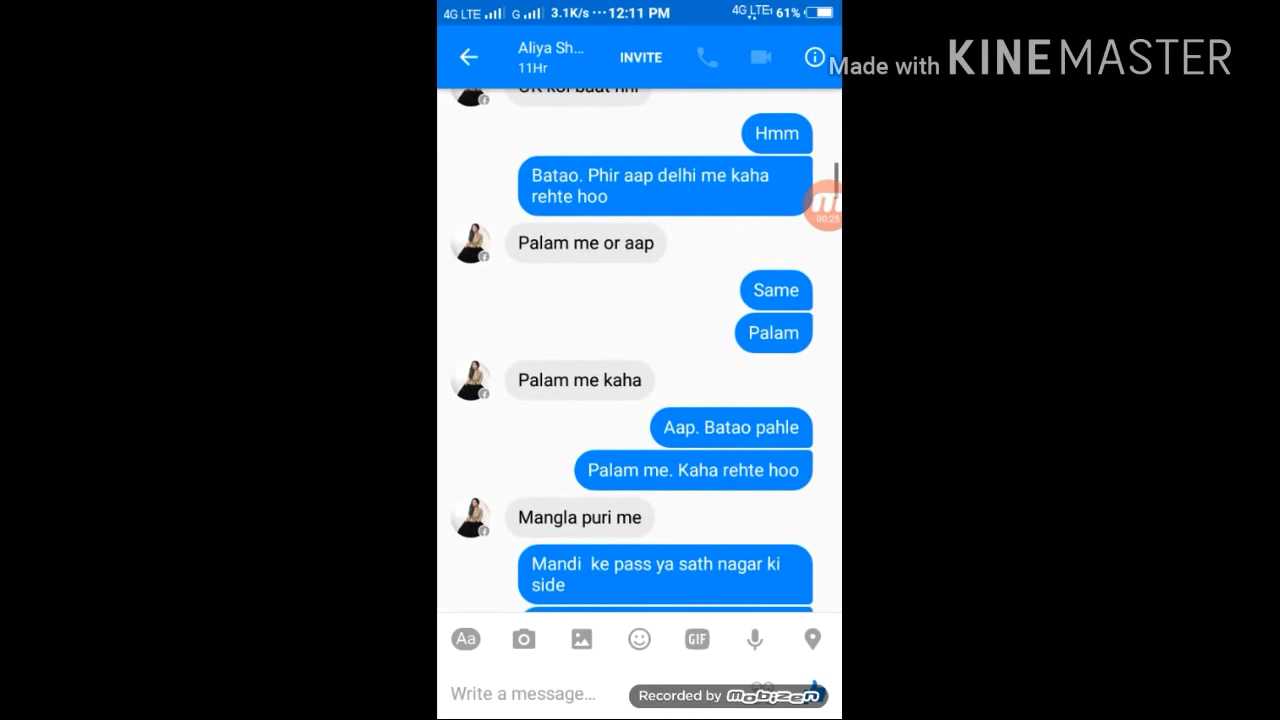 4G LTE G 3.1K/s ••• 12:11 PM 4G LTE 61%
Made with KINEMASTER
Aliya Sh... INVITE
11Hr
Hmm
Batao. Phir aap delhi me kaha
rehte hoo
00:25
Palam me or aap
Same
Palam
Palam me kaha
Aap. Batao pahle
Palam me. Kaha rehte hoo
Mangla puri me
Mandi ke pass ya sath nagar ki
side
Aa GIF
Write a message...
Recorded by mobizen